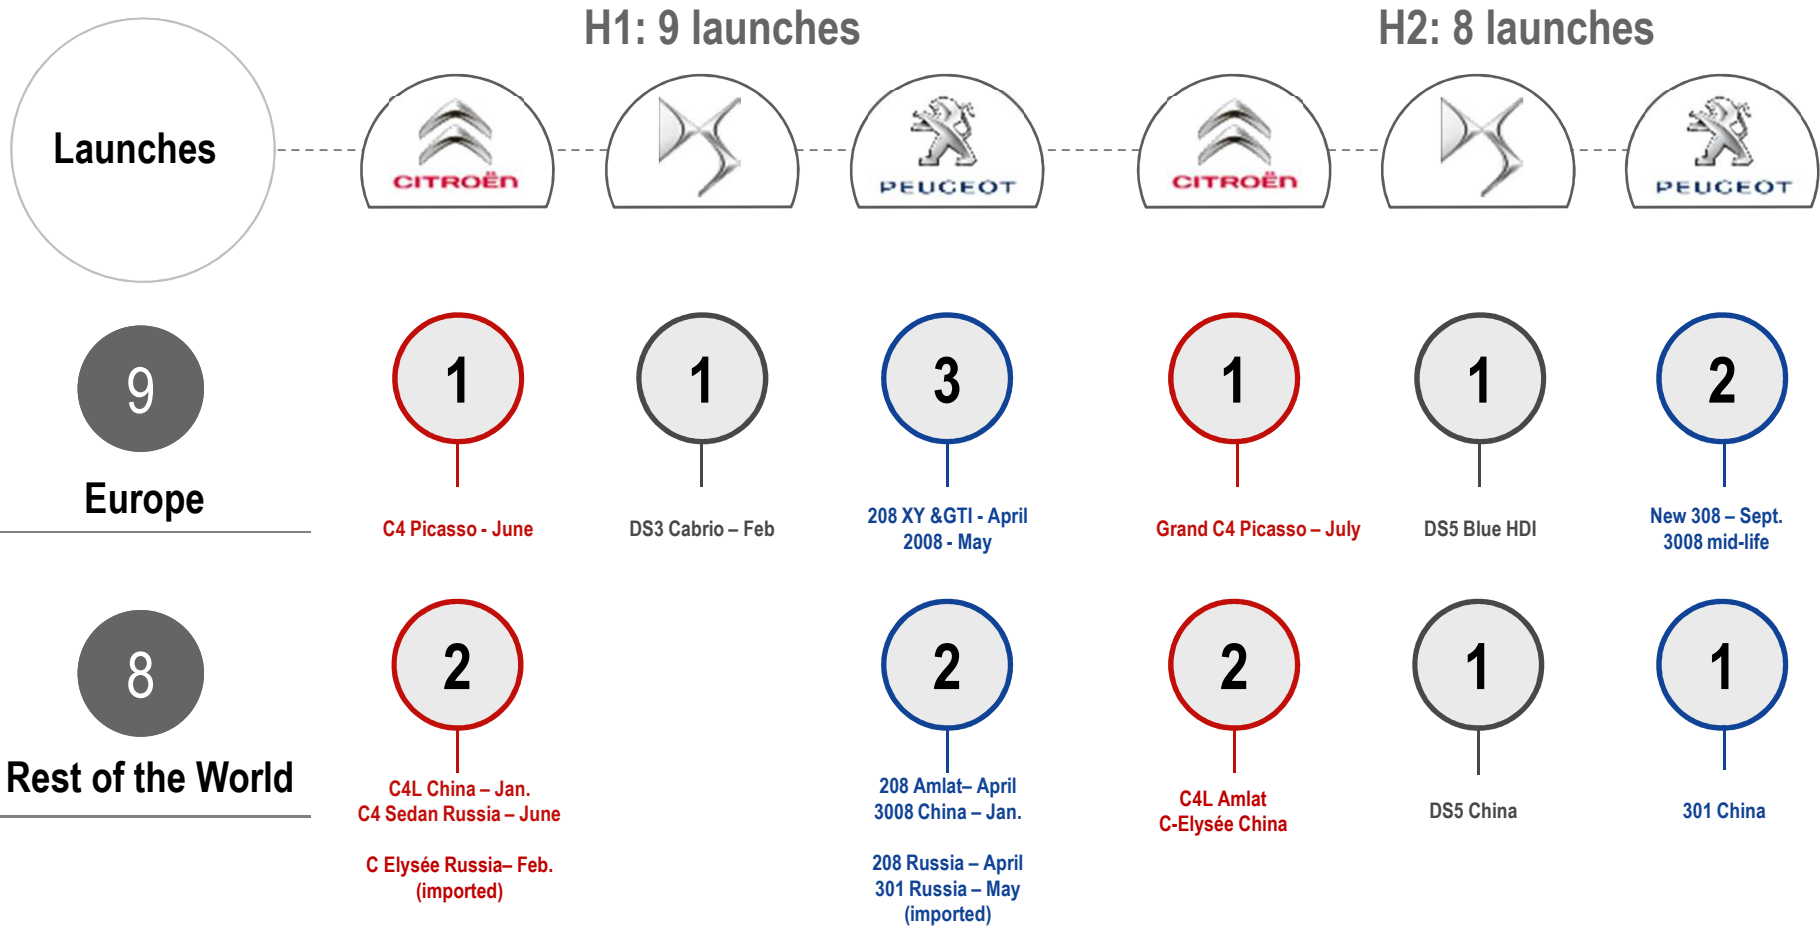 H1: 9 launches
H2: 8 launches
Launches
CITROËN
PEUGEOT
CITROËN
PEUGEOT
9
Europe
1
1
3
1
1
2
C4 Picasso - June
DS3 Cabrio – Feb
208 XY &GTI - April
2008 - May
Grand C4 Picasso – July
DS5 Blue HDI
New 308 – Sept.
3008 mid-life
8
Rest of the World
2
2
2
1
1
C4L China – Jan.
C4 Sedan Russia – June
C Elysée Russia– Feb.
(imported)
208 Amlat– April
3008 China – Jan.
208 Russia – April
301 Russia – May
(imported)
C4L Amlat
C-Elysée China
DS5 China
301 China